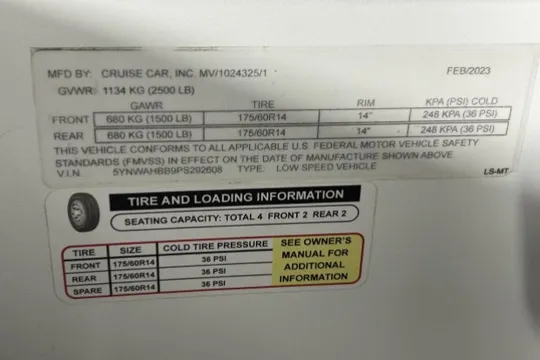 MFD BY: CRUISE CAR, INC. MV/1024325/1 FEB/2023
GVWR: 1134 KG (2500 LB)
GAWR TIRE RIM KPA (PSI) COLD
FRONT 680 KG (1500 LB) 175/60R14 14" 248 KPA (36 PSI)
REAR 680 KG (1500 LB) 175/60R14 14" 248 KPA (36 PSI)
THIS VEHICLE CONFORMS TO ALL APPLICABLE U.S. FEDERAL MOTOR VEHICLE SAFETY
STANDARDS (FMVSS) IN EFFECT ON THE DATE OF MANUFACTURE SHOWN ABOVE
V.I.N. 5YNWAHBB9PS292608 TYPE: LOW SPEED VEHICLE LS-MT
TIRE AND LOADING INFORMATION
SEATING CAPACITY: TOTAL 4 FRONT 2 REAR 2
TIRE SIZE COLD TIRE PRESSURE
FRONT 175/60R14 36 PSI
REAR 175/60R14 36 PSI
SPARE 175/60R14 36 PSI
SEE OWNER'S
MANUAL FOR
ADDITIONAL
INFORMATION